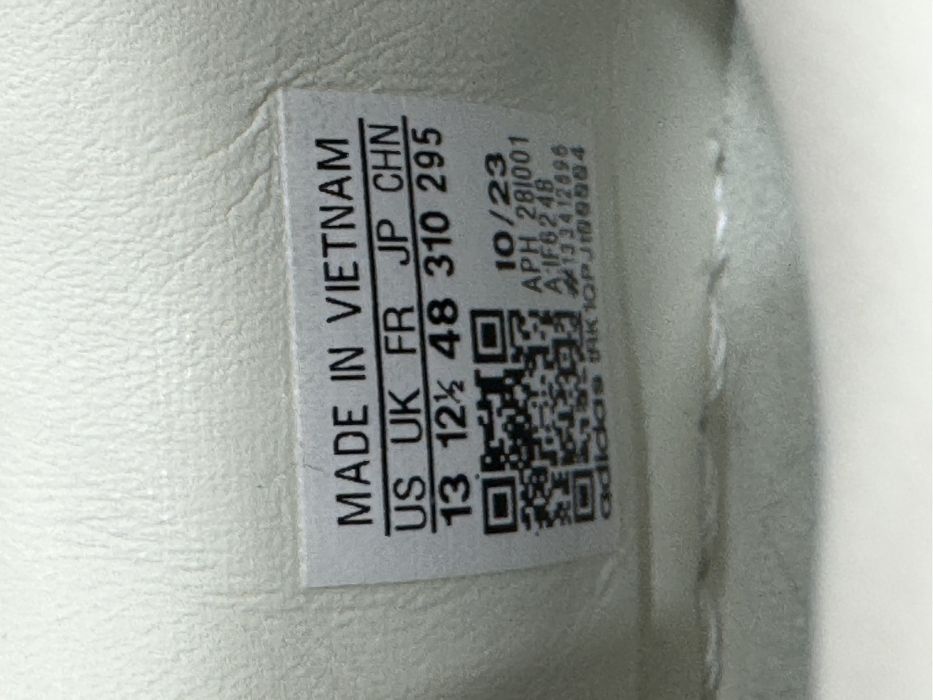 MADE IN VIETNAM
US UK FR JP CHN
13 12½ 48 310 295
10/23
APH 28I001
A:IF6248
adidas